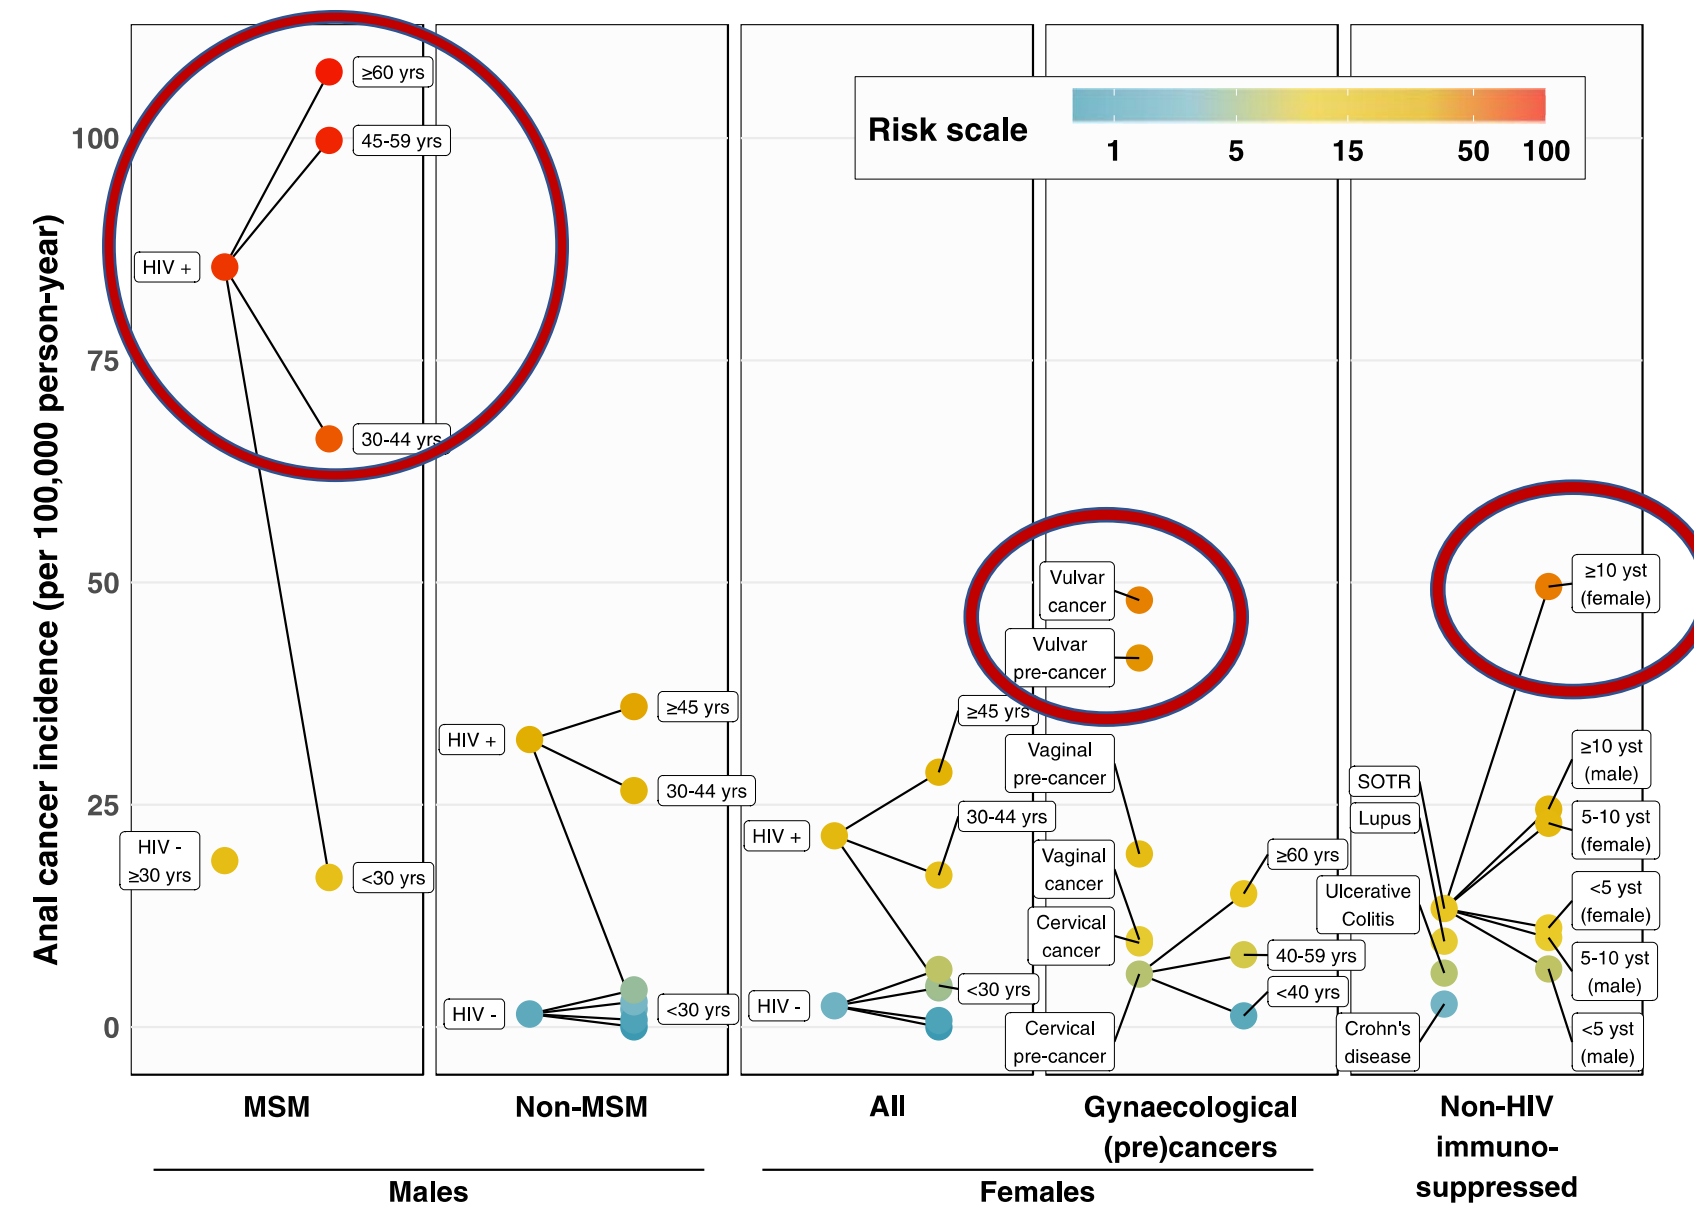 Anal cancer incidence (per 100,000 person-year)
100
75
50
25
0
Risk scale
1
5
15
50
100
≥60 yrs
45-59 yrs
HIV +
30-44 yrs
HIV -
≥30 yrs
<30 yrs
≥45 yrs
HIV +
30-44 yrs
HIV -
<30 yrs
≥45 yrs
30-44 yrs
HIV +
HIV -
<30 yrs
Vulvar
cancer
Vulvar
pre-cancer
Vaginal
pre-cancer
Vaginal
cancer
Cervical
cancer
Cervical
pre-cancer
≥60 yrs
40-59 yrs
<40 yrs
SOTR
Lupus
Ulcerative
Colitis
Crohn's
disease
≥10 yst
(female)
≥10 yst
(male)
5-10 yst
(female)
<5 yst
(female)
5-10 yst
(male)
<5 yst
(male)
MSM
Non-MSM
All
Gynaecological
(pre)cancers
Non-HIV
immuno-
suppressed
Males
Females